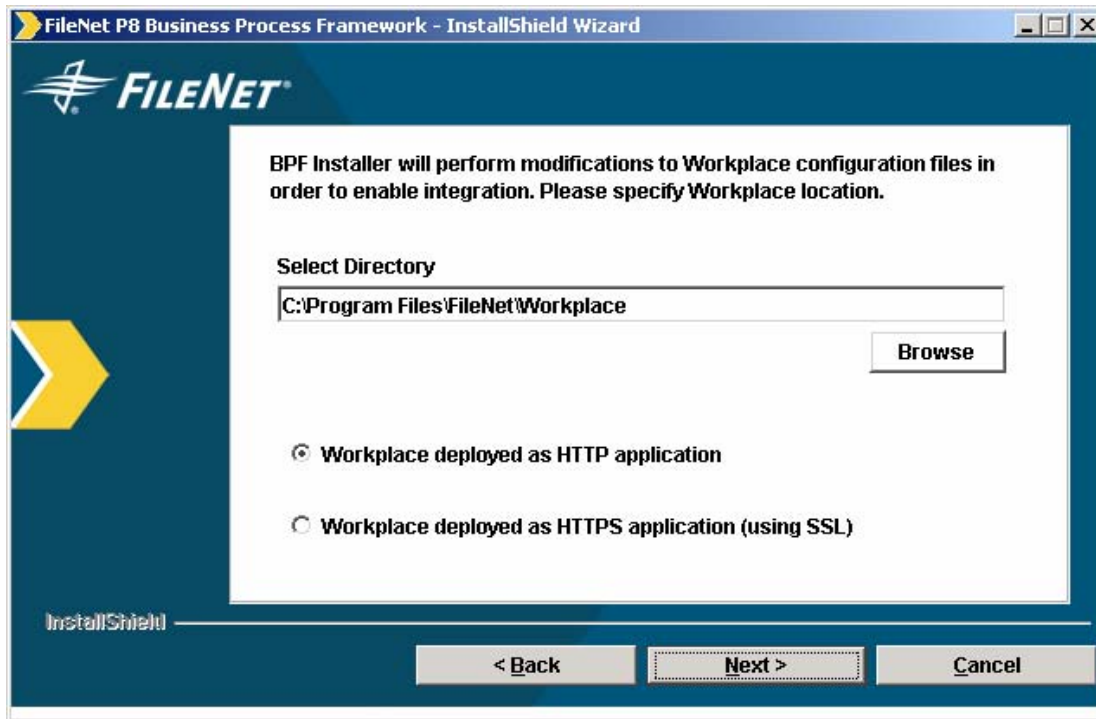 FileNet P8 Business Process Framework - InstallShield Wizard
FILENET
BPF Installer will perform modifications to Workplace configuration files in
order to enable integration. Please specify Workplace location.
Select Directory
C:\Program Files\FileNet\Workplace
Browse
Workplace deployed as HTTP application
Workplace deployed as HTTPS application (using SSL)
InstallShield
< Back
Next >
Cancel